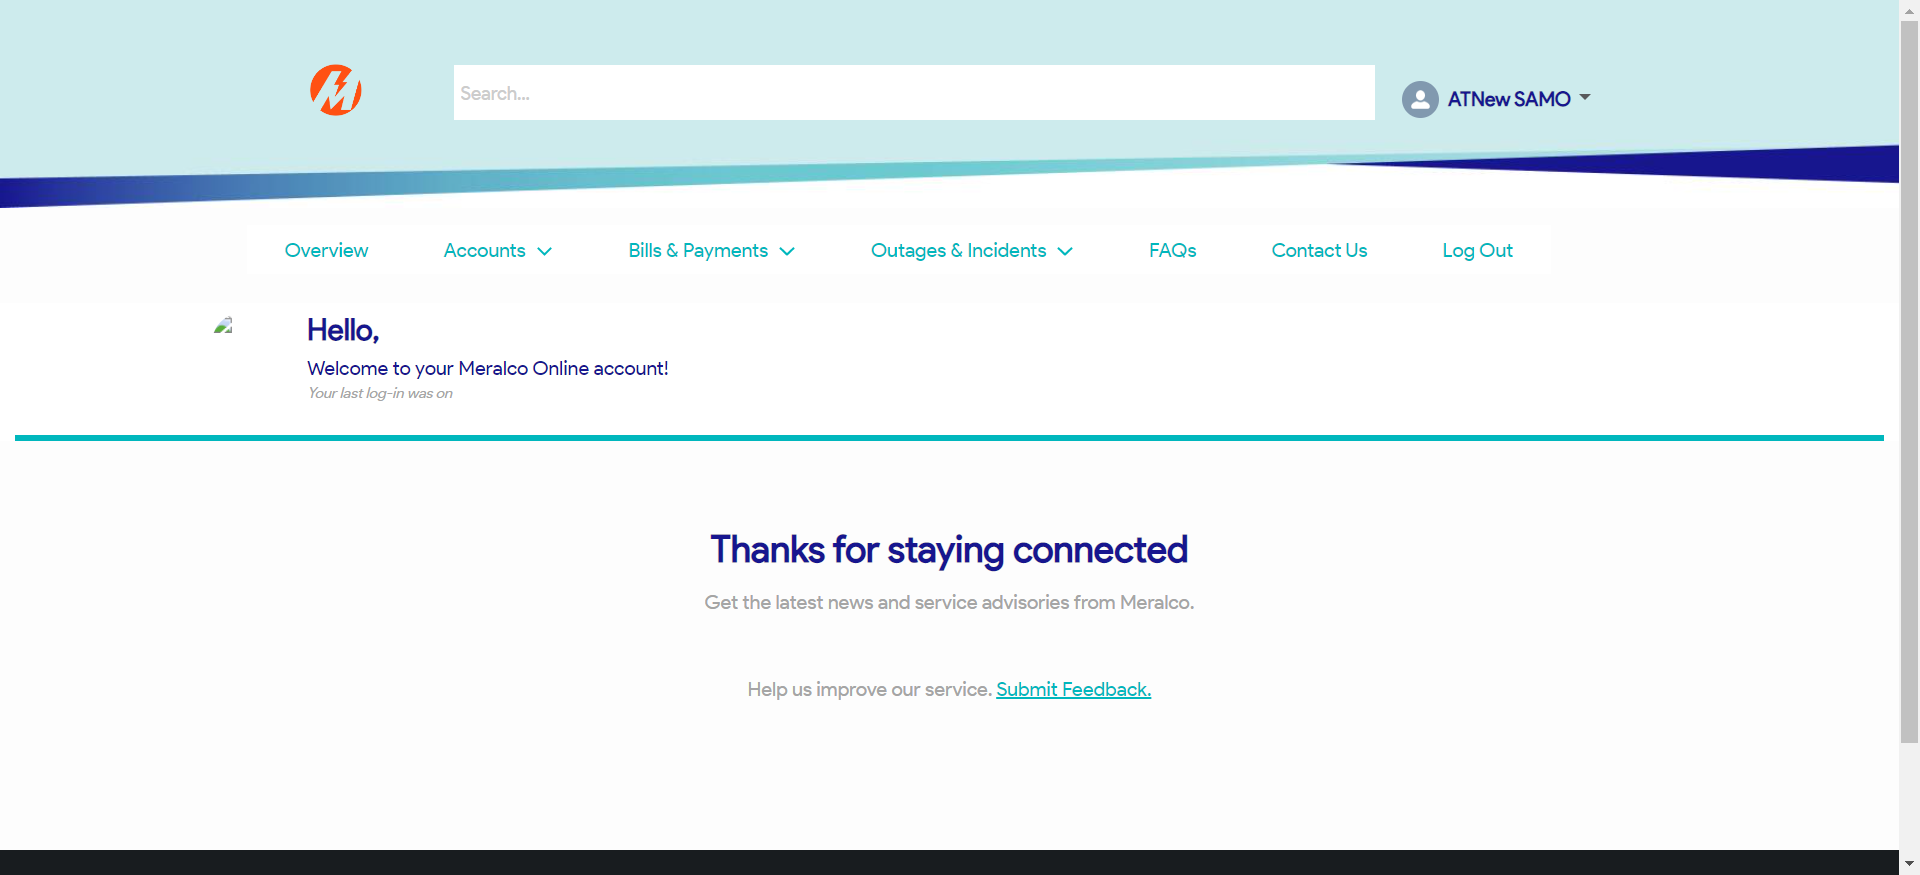 Search...
ATNew SAMO
Overview Accounts Bills & Payments Outages & Incidents FAQs Contact Us Log Out
Hello,
Welcome to your Meralco Online account!
Your last log-in was on
Thanks for staying connected
Get the latest news and service advisories from Meralco.
Help us improve our service. Submit Feedback.